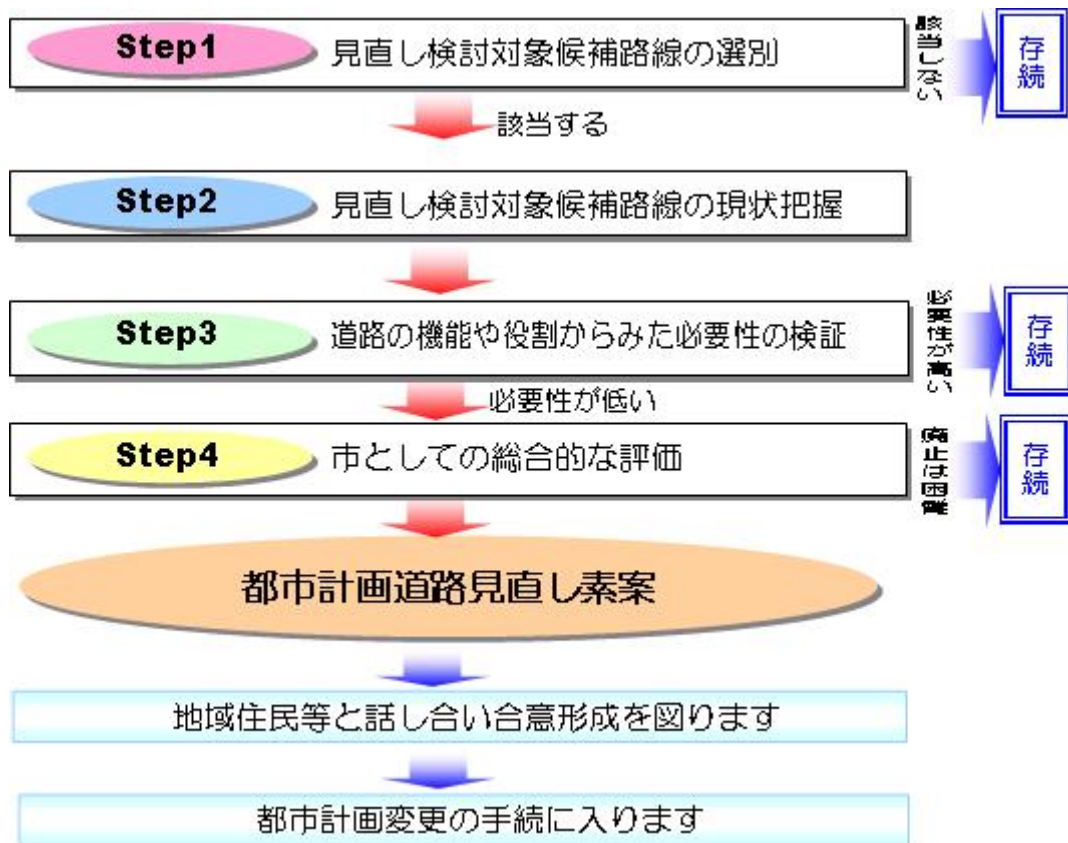 Step1 見直し検討対象候補路線の選別
該当しない
存続
該当する
Step2 見直し検討対象候補路線の現状把握
Step3 道路の機能や役割からみた必要性の検証
必要性が高い
存続
必要性が低い
Step4 市としての総合的な評価
廃止は困難
存続
都市計画道路見直し素案
地域住民等と話し合い合意形成を図ります
都市計画変更の手続に入ります